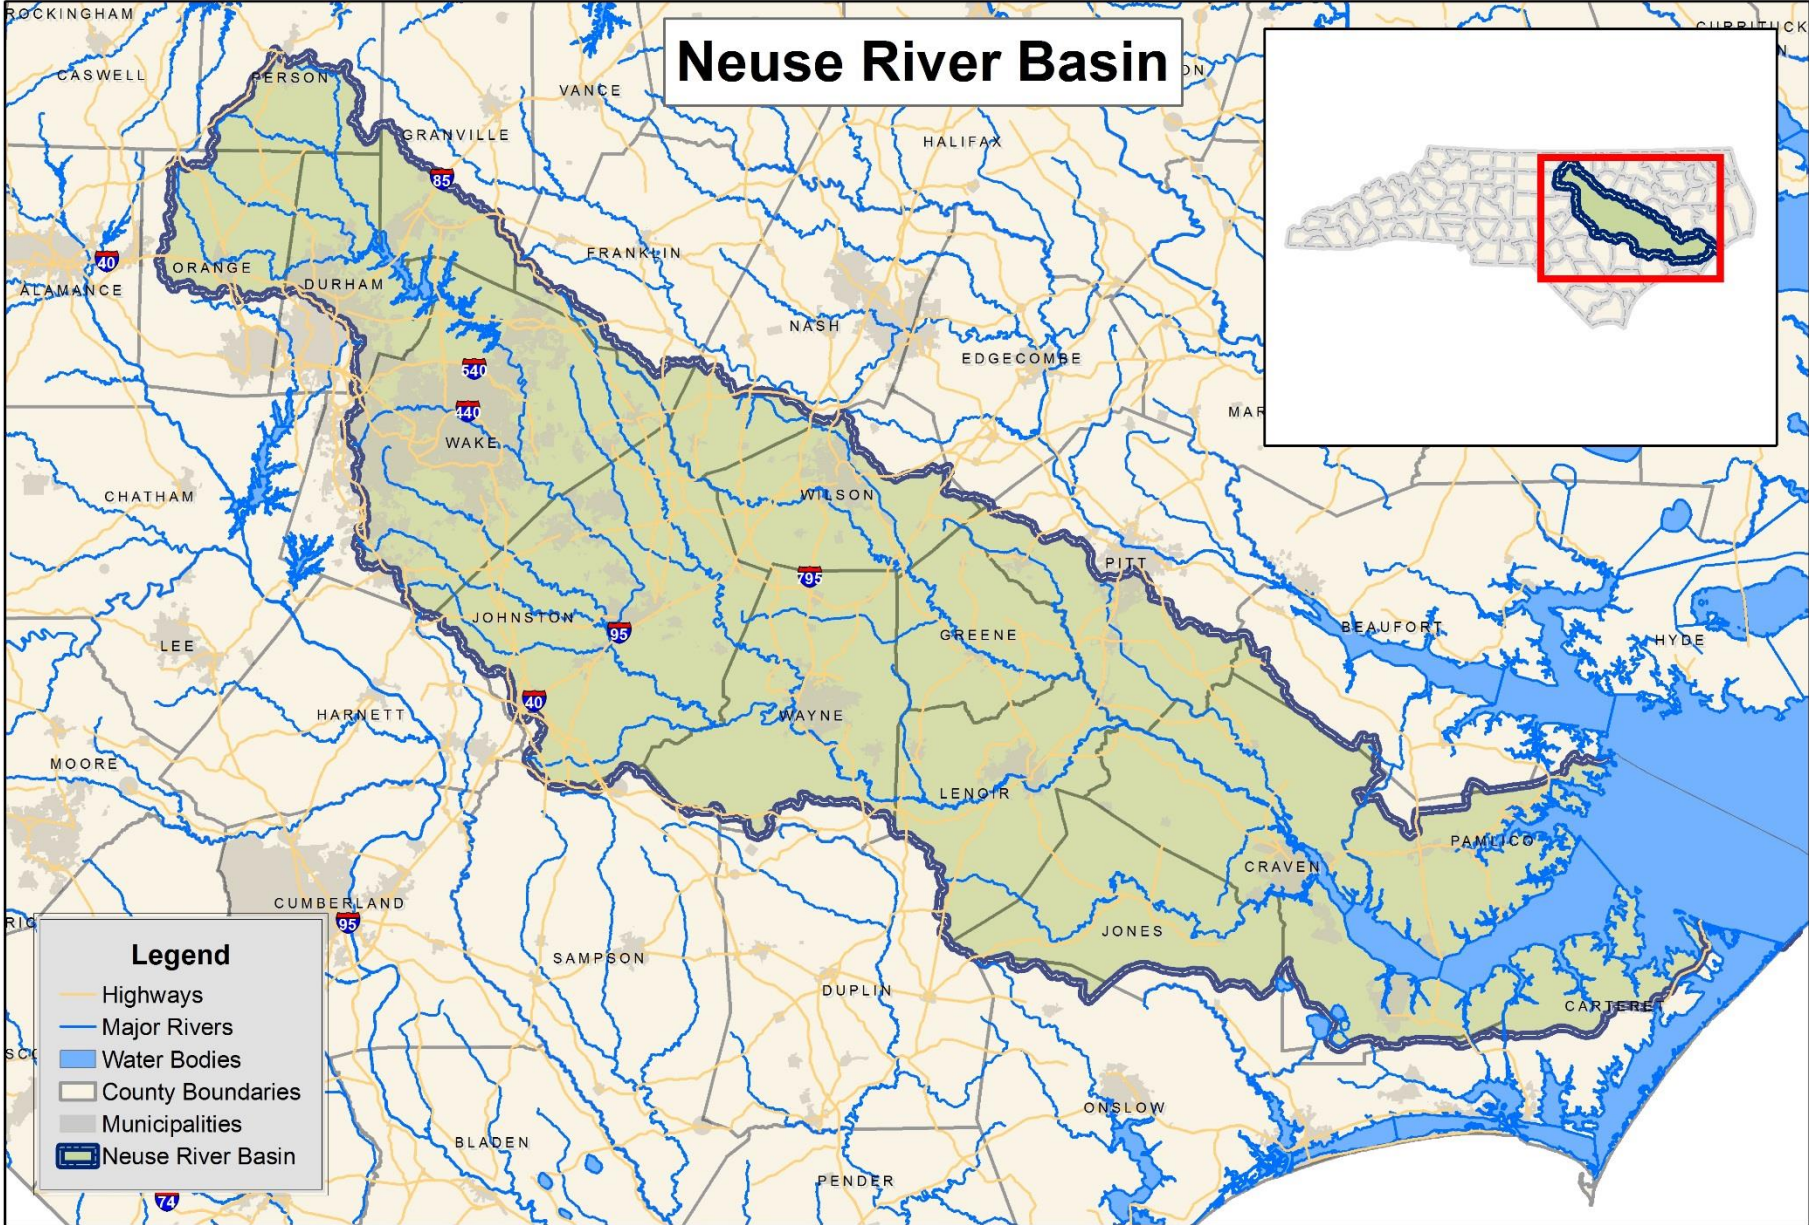 Neuse River Basin
ROCKINGHAM
CURRITUCK
CASWELL
PERSON
VANCE
GRANVILLE
HALIFAX
85
FRANKLIN
40
ORANGE
DURHAM
ALAMANCE
NASH
EDGECOMBE
540
440
WAKE
MAR
CHATHAM
WILSON
PITT
795
JOHNSTON
95
GREENE
BEAUFORT
HYDE
LEE
40
HARNETT
WAYNE
MOORE
LENOIR
PAMLICO
CRAVEN
CUMBERLAND
95
JONES
SAMPSON
DUPLIN
CARTERET
ONSLOW
BLADEN
PENDER
74
Legend
Highways
Major Rivers
Water Bodies
County Boundaries
Municipalities
Neuse River Basin